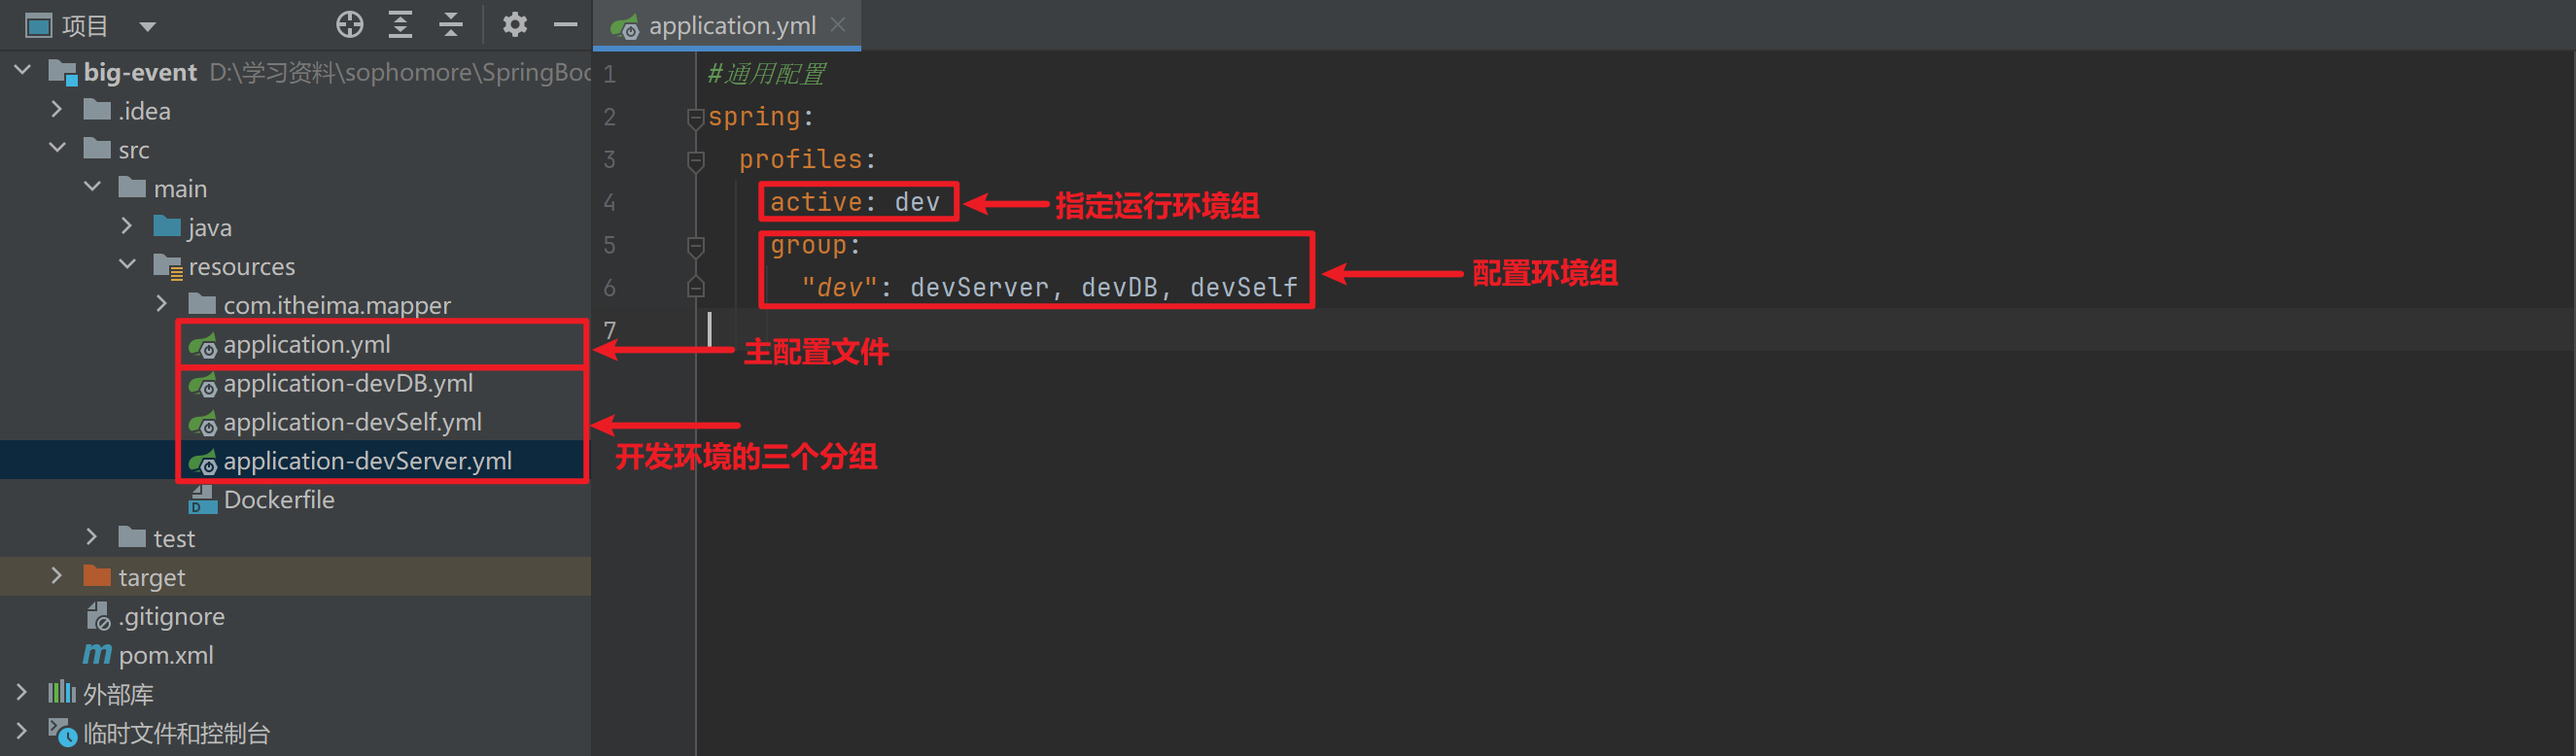 项目
big-event D:\学习资料\sophomore\SpringBoo
.idea
src
main
java
resources
com.itheima.mapper
application.yml
application-devDB.yml
application-devSelf.yml
application-devServer.yml
Dockerfile
test
target
.gitignore
pom.xml
外部库
临时文件和控制台
application.yml
1 #通用配置
2 spring:
3 profiles:
4 active: dev
指定运行环境组
5 group:
6 "dev": devServer, devDB, devSelf
配置环境组
7
主配置文件
开发环境的三个分组